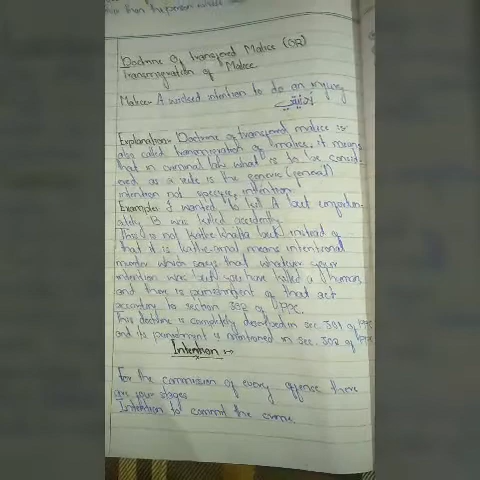 than the person
Doctrine Of Transfered Malice (OR)
Transmigration of Malice
Malice- A wicked intention to do an injury
بدنیتی
Explanation- Doctrine of transfered malice is
also called transmigration of malice. it means
that in criminal law what is to be consid-
ered as a rule is the generic (general)
intention not specific intention.
Example: I wanted to kill A but
B was killed accidently
This is not Katl-e-khata but instead of
that it is Katl-e-amd means intentional
murder which says that whatever your
intention was but you have killed a human
and there is punishment of that act
according to section 302 of PPC.
This Doctrine is completely described in sec. 301 of PPC
and its punishment is mentioned in sec. 302 of PPC
Intention :-
For the commission of every offence there
are four stages
Intention to commit the crime.